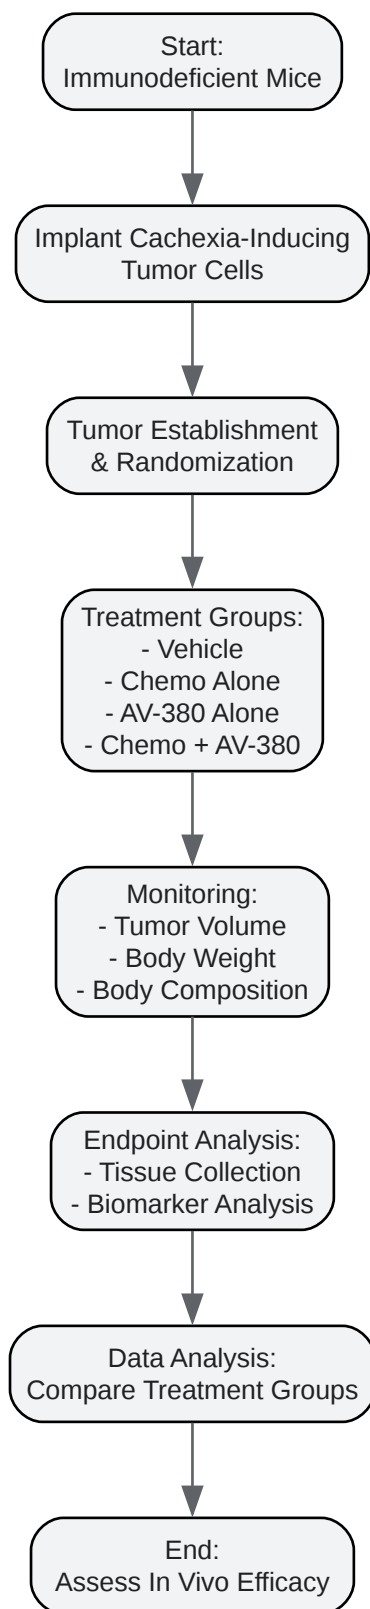 Start:
Immunodeficient Mice
Implant Cachexia-Inducing
Tumor Cells
Tumor Establishment
& Randomization
Treatment Groups:
- Vehicle
- Chemo Alone
- AV-380 Alone
- Chemo + AV-380
Monitoring:
- Tumor Volume
- Body Weight
- Body Composition
Endpoint Analysis:
- Tissue Collection
- Biomarker Analysis
Data Analysis:
Compare Treatment Groups
End:
Assess In Vivo Efficacy